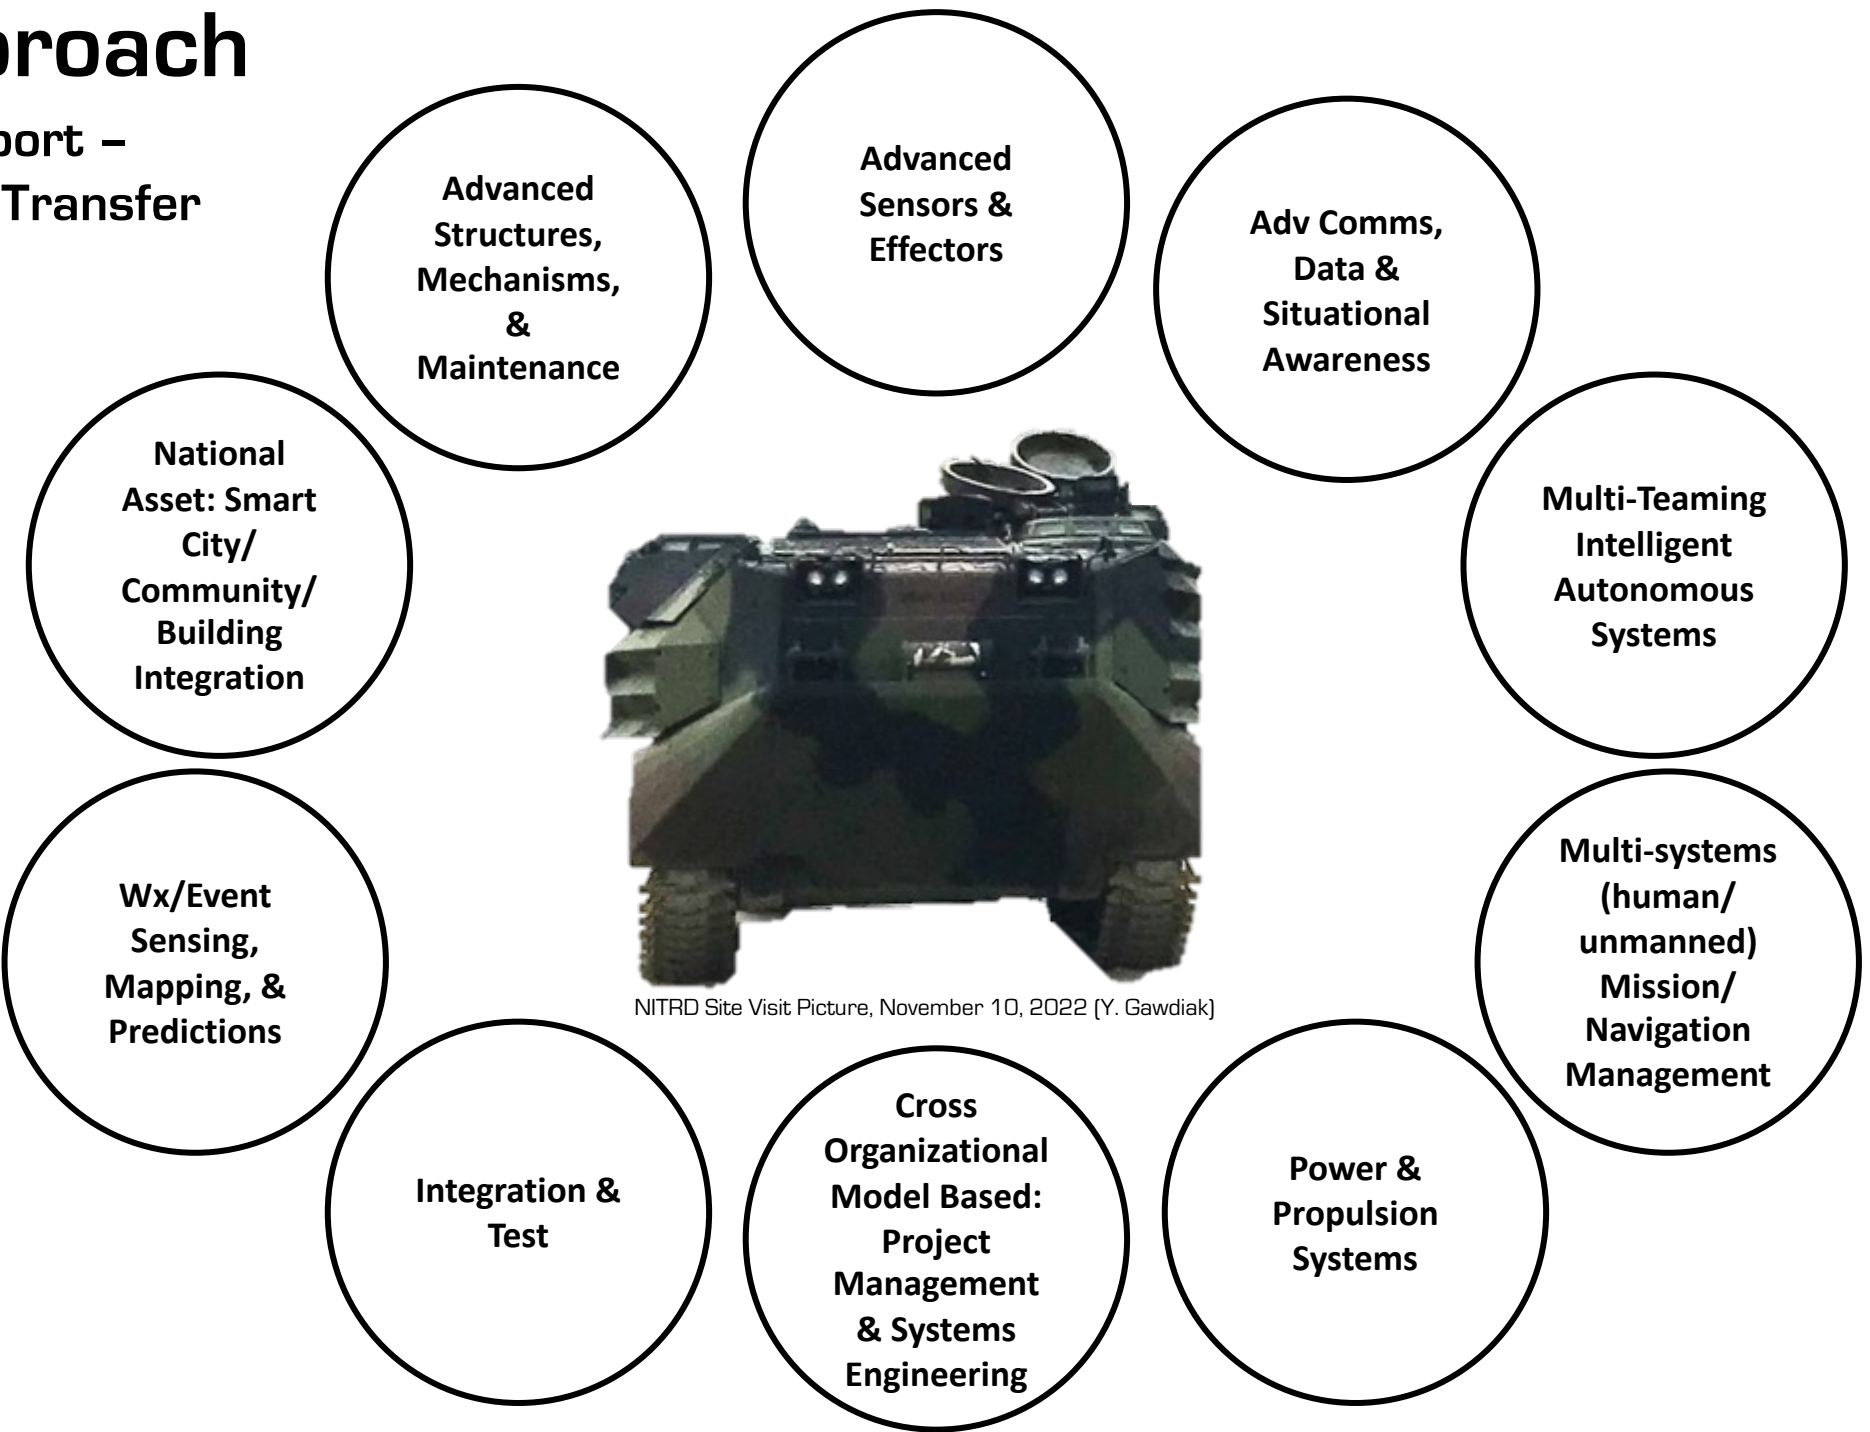 proach
port –
Transfer
Advanced
Sensors &
Effectors
Advanced
Structures,
Mechanisms,
&
Maintenance
Adv Comms,
Data &
Situational
Awareness
National
Asset: Smart
City/
Community/
Building
Integration
Multi-Teaming
Intelligent
Autonomous
Systems
Wx/Event
Sensing,
Mapping, &
Predictions
Multi-systems
(human/
unmanned)
Mission/
Navigation
Management
NITRD Site Visit Picture, November 10, 2022 (Y. Gawdiak)
Integration &
Test
Cross
Organizational
Model Based:
Project
Management
& Systems
Engineering
Power &
Propulsion
Systems